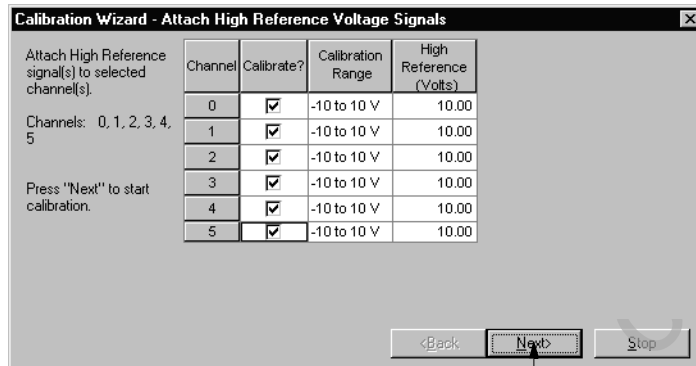 Calibration Wizard - Attach High Reference Voltage Signals
Attach High Reference
signal(s) to selected
channel(s).
Channels: 0, 1, 2, 3, 4,
5
Press "Next" to start
calibration.
Channel Calibrate? Calibration Range High Reference (Volts)
0 -10 to 10 V 10.00
1 -10 to 10 V 10.00
2 -10 to 10 V 10.00
3 -10 to 10 V 10.00
4 -10 to 10 V 10.00
5 -10 to 10 V 10.00
<Back Next> Stop